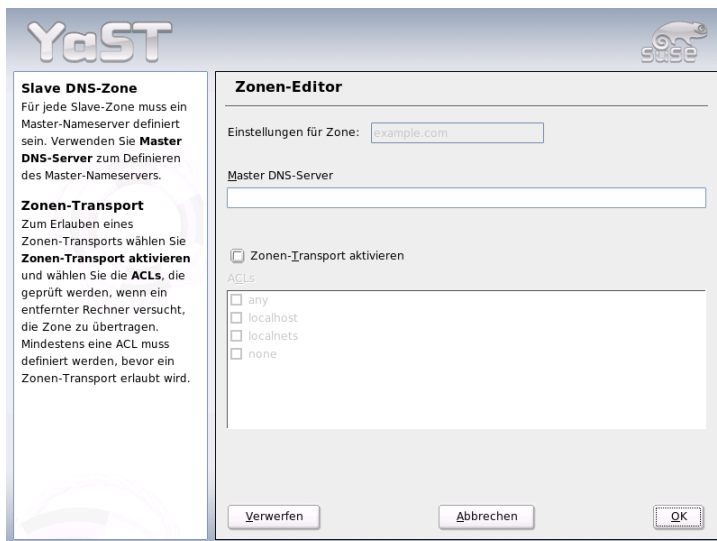 YaST
SUSE
Slave DNS-Zone
Für jede Slave-Zone muss ein
Master-Nameserver definiert
sein. Verwenden Sie Master
DNS-Server zum Definieren
des Master-Nameservers.
Zonen-Transport
Zum Erlauben eines
Zonen-Transports wählen Sie
Zonen-Transport aktivieren
und wählen Sie die ACLs, die
geprüft werden, wenn ein
entfernter Rechner versucht,
die Zone zu übertragen.
Mindestens eine ACL muss
definiert werden, bevor ein
Zonen-Transport erlaubt wird.
Zonen-Editor
Einstellungen für Zone: example.com
Master DNS-Server
Zonen-Transport aktivieren
ACLs
any
localhost
localnets
none
Verwerfen Abbrechen OK